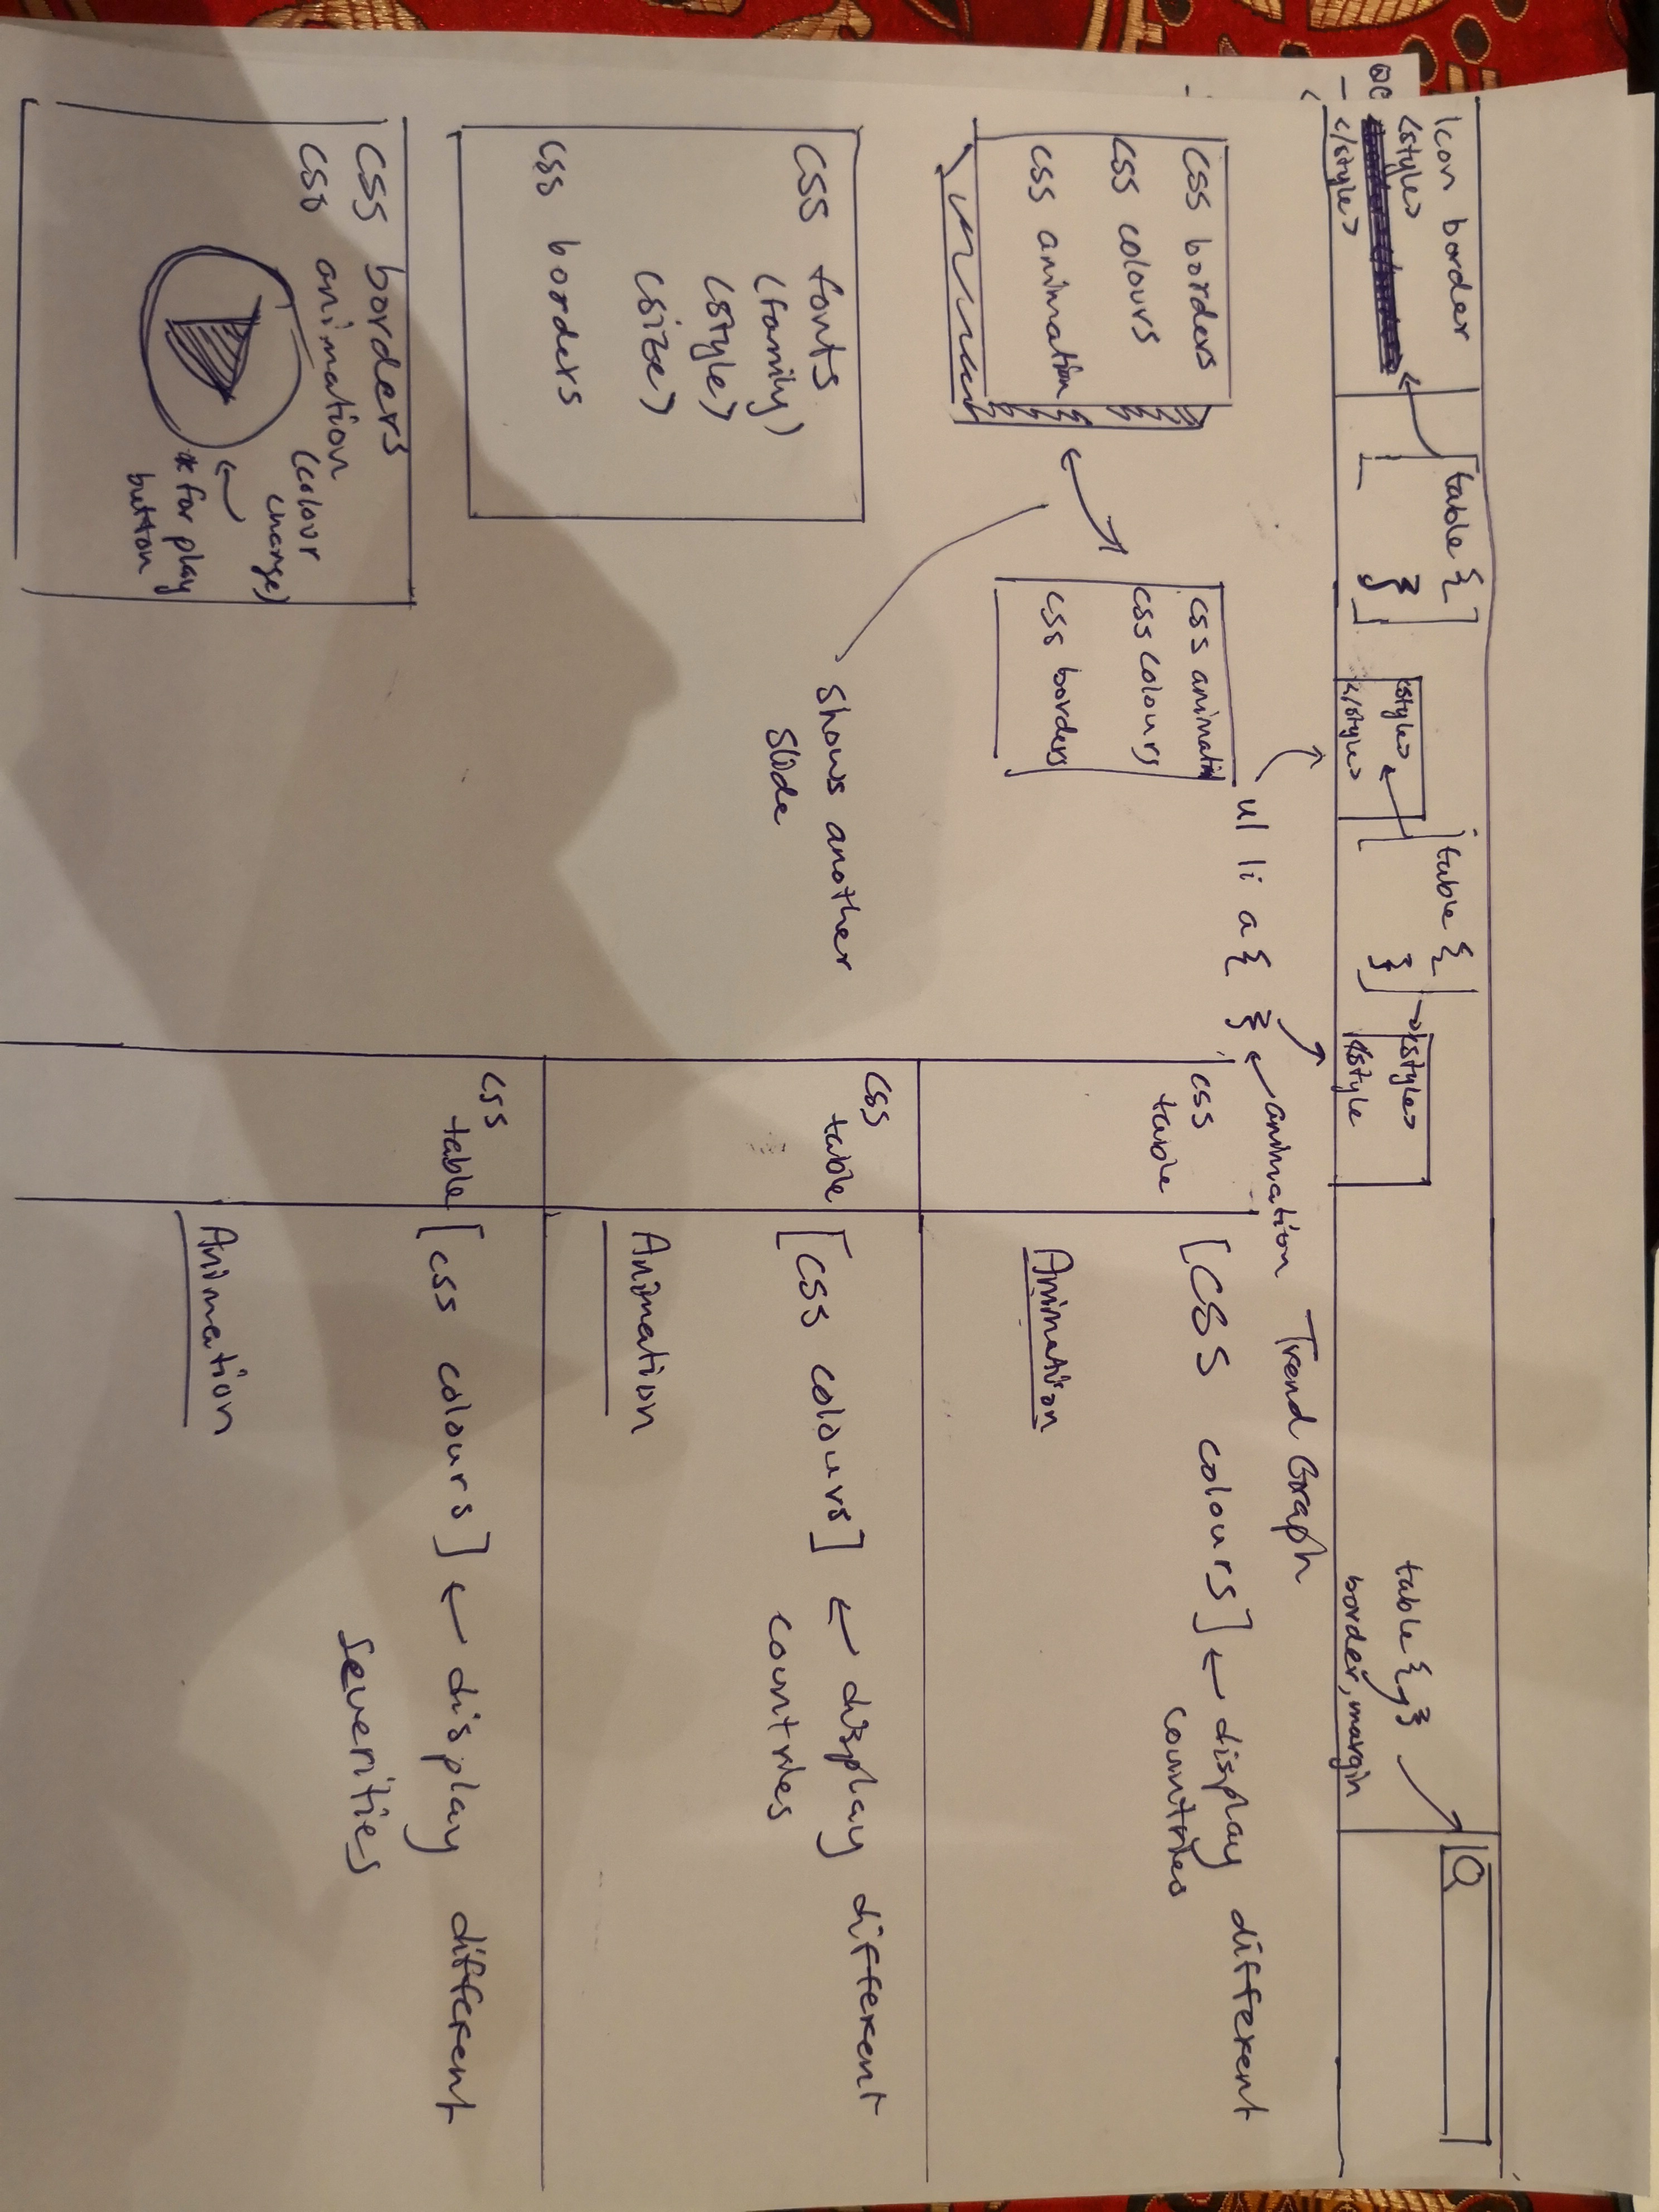 Icon border
<style>
</style>
table {
}
<style>
</style>
table {
}
<style>
</style
table { }
border, margin
ul li a {
}
animation
Trend Graph
css borders
css colours
css animation
css animation
css colours
css borders
shows another
slide
css fonts
(family)
(style)
(size)
css borders
css borders
css animation
(colour
change)
* for play
button
css
table
[CSS colours] ← display different
countries
Animation
css
table
[CSS colours] ← display different
countries
Animation
css
table
[css colours] ← display different
Severities
Animation